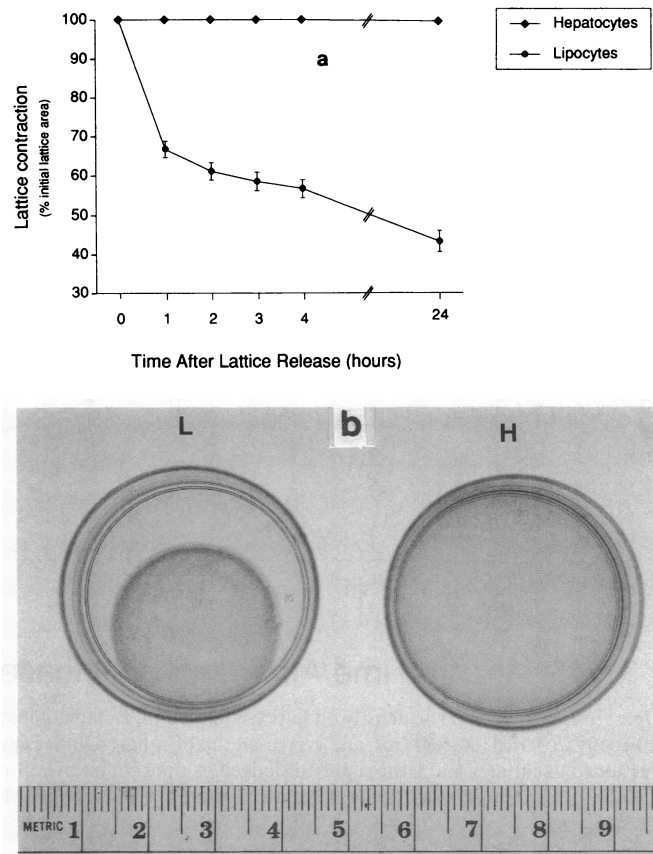 100
90
80
70
60
50
40
30
Lattice contraction
(% initial lattice area)
a
Hepatocytes
Lipocytes
0 1 2 3 4 24
Time After Lattice Release (hours)
L b H
METRIC 1 2 3 4 5 6 7 8 9